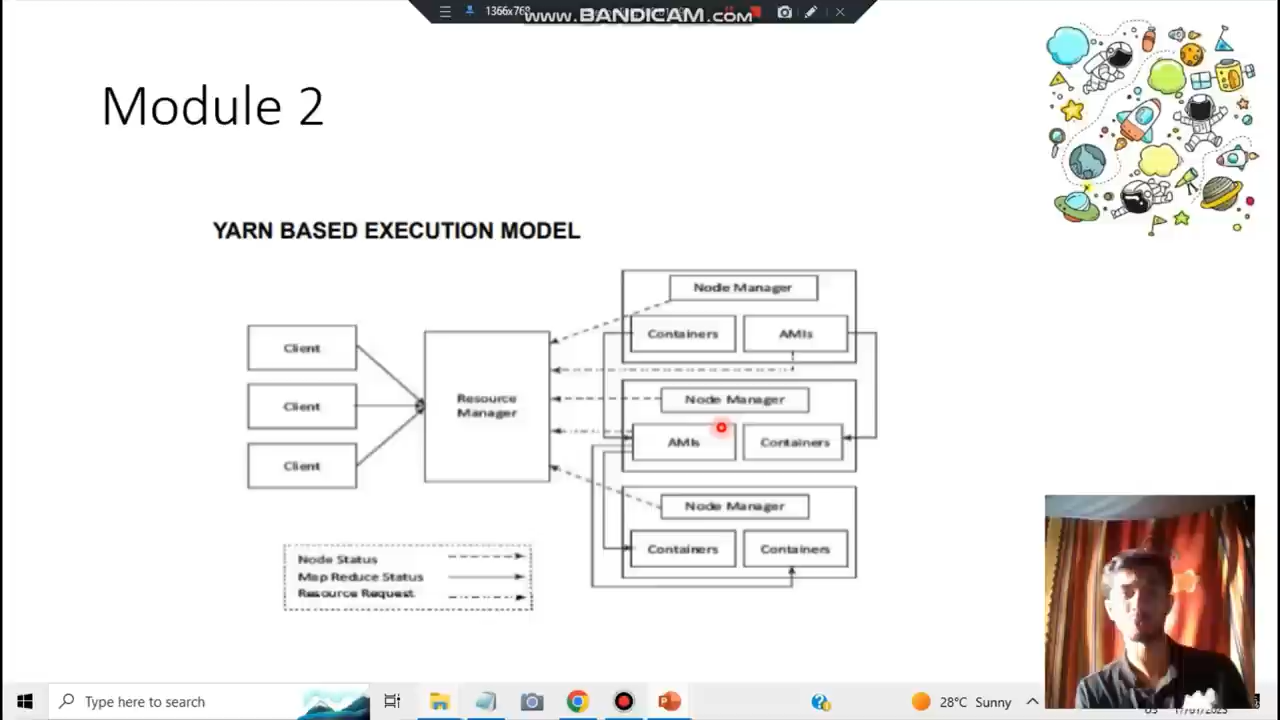 1366x768
www.BANDICAM.com
Module 2
YARN BASED EXECUTION MODEL
Node Manager
Containers
AMIs
Client
Client
Client
Resource
Manager
Node Manager
AMIs
Containers
Node Manager
Containers
Containers
Node Status
Map Reduce Status
Resource Request
Type here to search
28°C Sunny